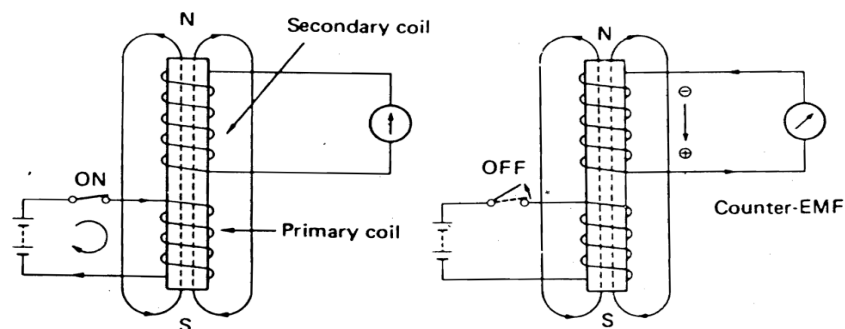 N
Secondary coil
ON
Primary coil
S
N
⊖
⊕
OFF
Counter-EMF
S